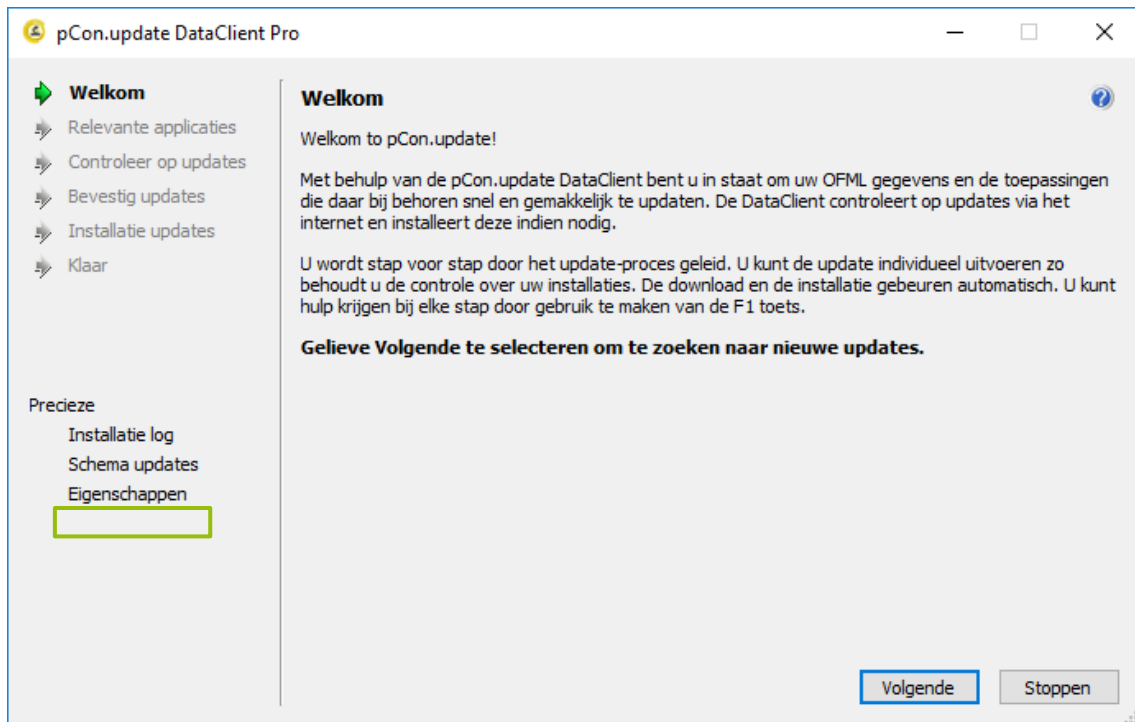 pCon.update DataClient Pro
Welkom
Relevante applicaties
Controleer op updates
Bevestig updates
Installatie updates
Klaar
Precieze
Installatie log
Schema updates
Eigenschappen
Welkom
Welkom to pCon.update!
Met behulp van de pCon.update DataClient bent u in staat om uw OFML gegevens en de toepassingen
die daar bij behoren snel en gemakkelijk te updaten. De DataClient controleert op updates via het
internet en installeert deze indien nodig.
U wordt stap voor stap door het update-proces geleid. U kunt de update individueel uitvoeren zo
behoudt u de controle over uw installaties. De download en de installatie gebeuren automatisch. U kunt
hulp krijgen bij elke stap door gebruik te maken van de F1 toets.
Gelieve Volgende te selecteren om te zoeken naar nieuwe updates.
Volgende
Stoppen